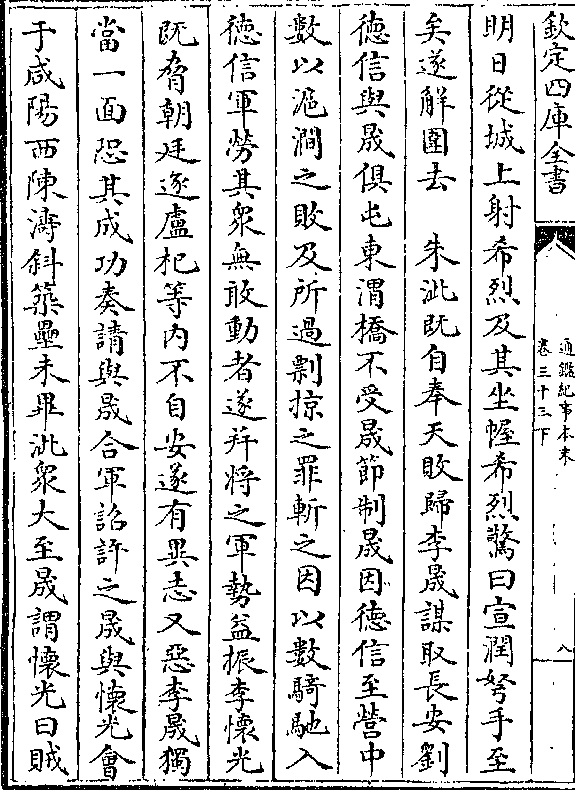 欽定四庫全書
通鑑紀事本末
卷三十三下
八
明日從城上射希烈及其坐幄希烈驚曰宣潤弩手至
矣遂解圍去　朱泚既自奉天敗歸李晟謀取長安劉
德信與晟俱屯東渭橋不受晟節制晟因德信至營中
數以滬澗之敗及所過剽掠之罪斬之因以數騎馳入
德信軍勞其衆無敢動者遂并將之軍勢益振李懷光
既脅朝廷逐盧杞等内不自安遂有異志又惡李晟獨
當一面恐其成功奏請與晟合軍詔許之晟與懷光會
于咸陽西陳濤斜築壘未畢泚衆大至晟謂懷光曰賊